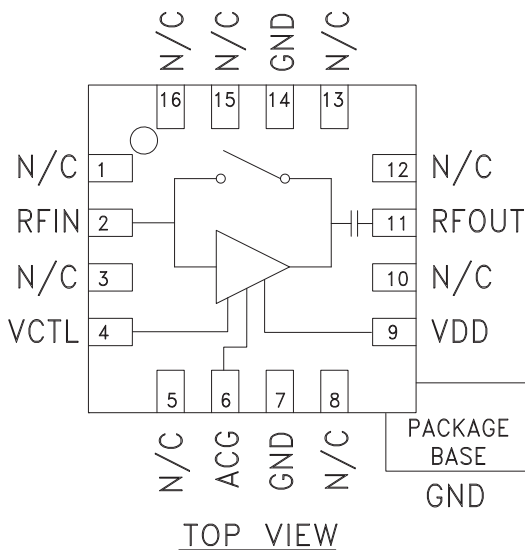 N/C
N/C
GND
N/C
16
15
14
13
N/C 1
12 N/C
RFIN 2
11 RFOUT
N/C 3
10 N/C
VCTL 4
9 VDD
5
6
7
8
N/C
ACG
GND
N/C
PACKAGE
BASE
GND
TOP VIEW